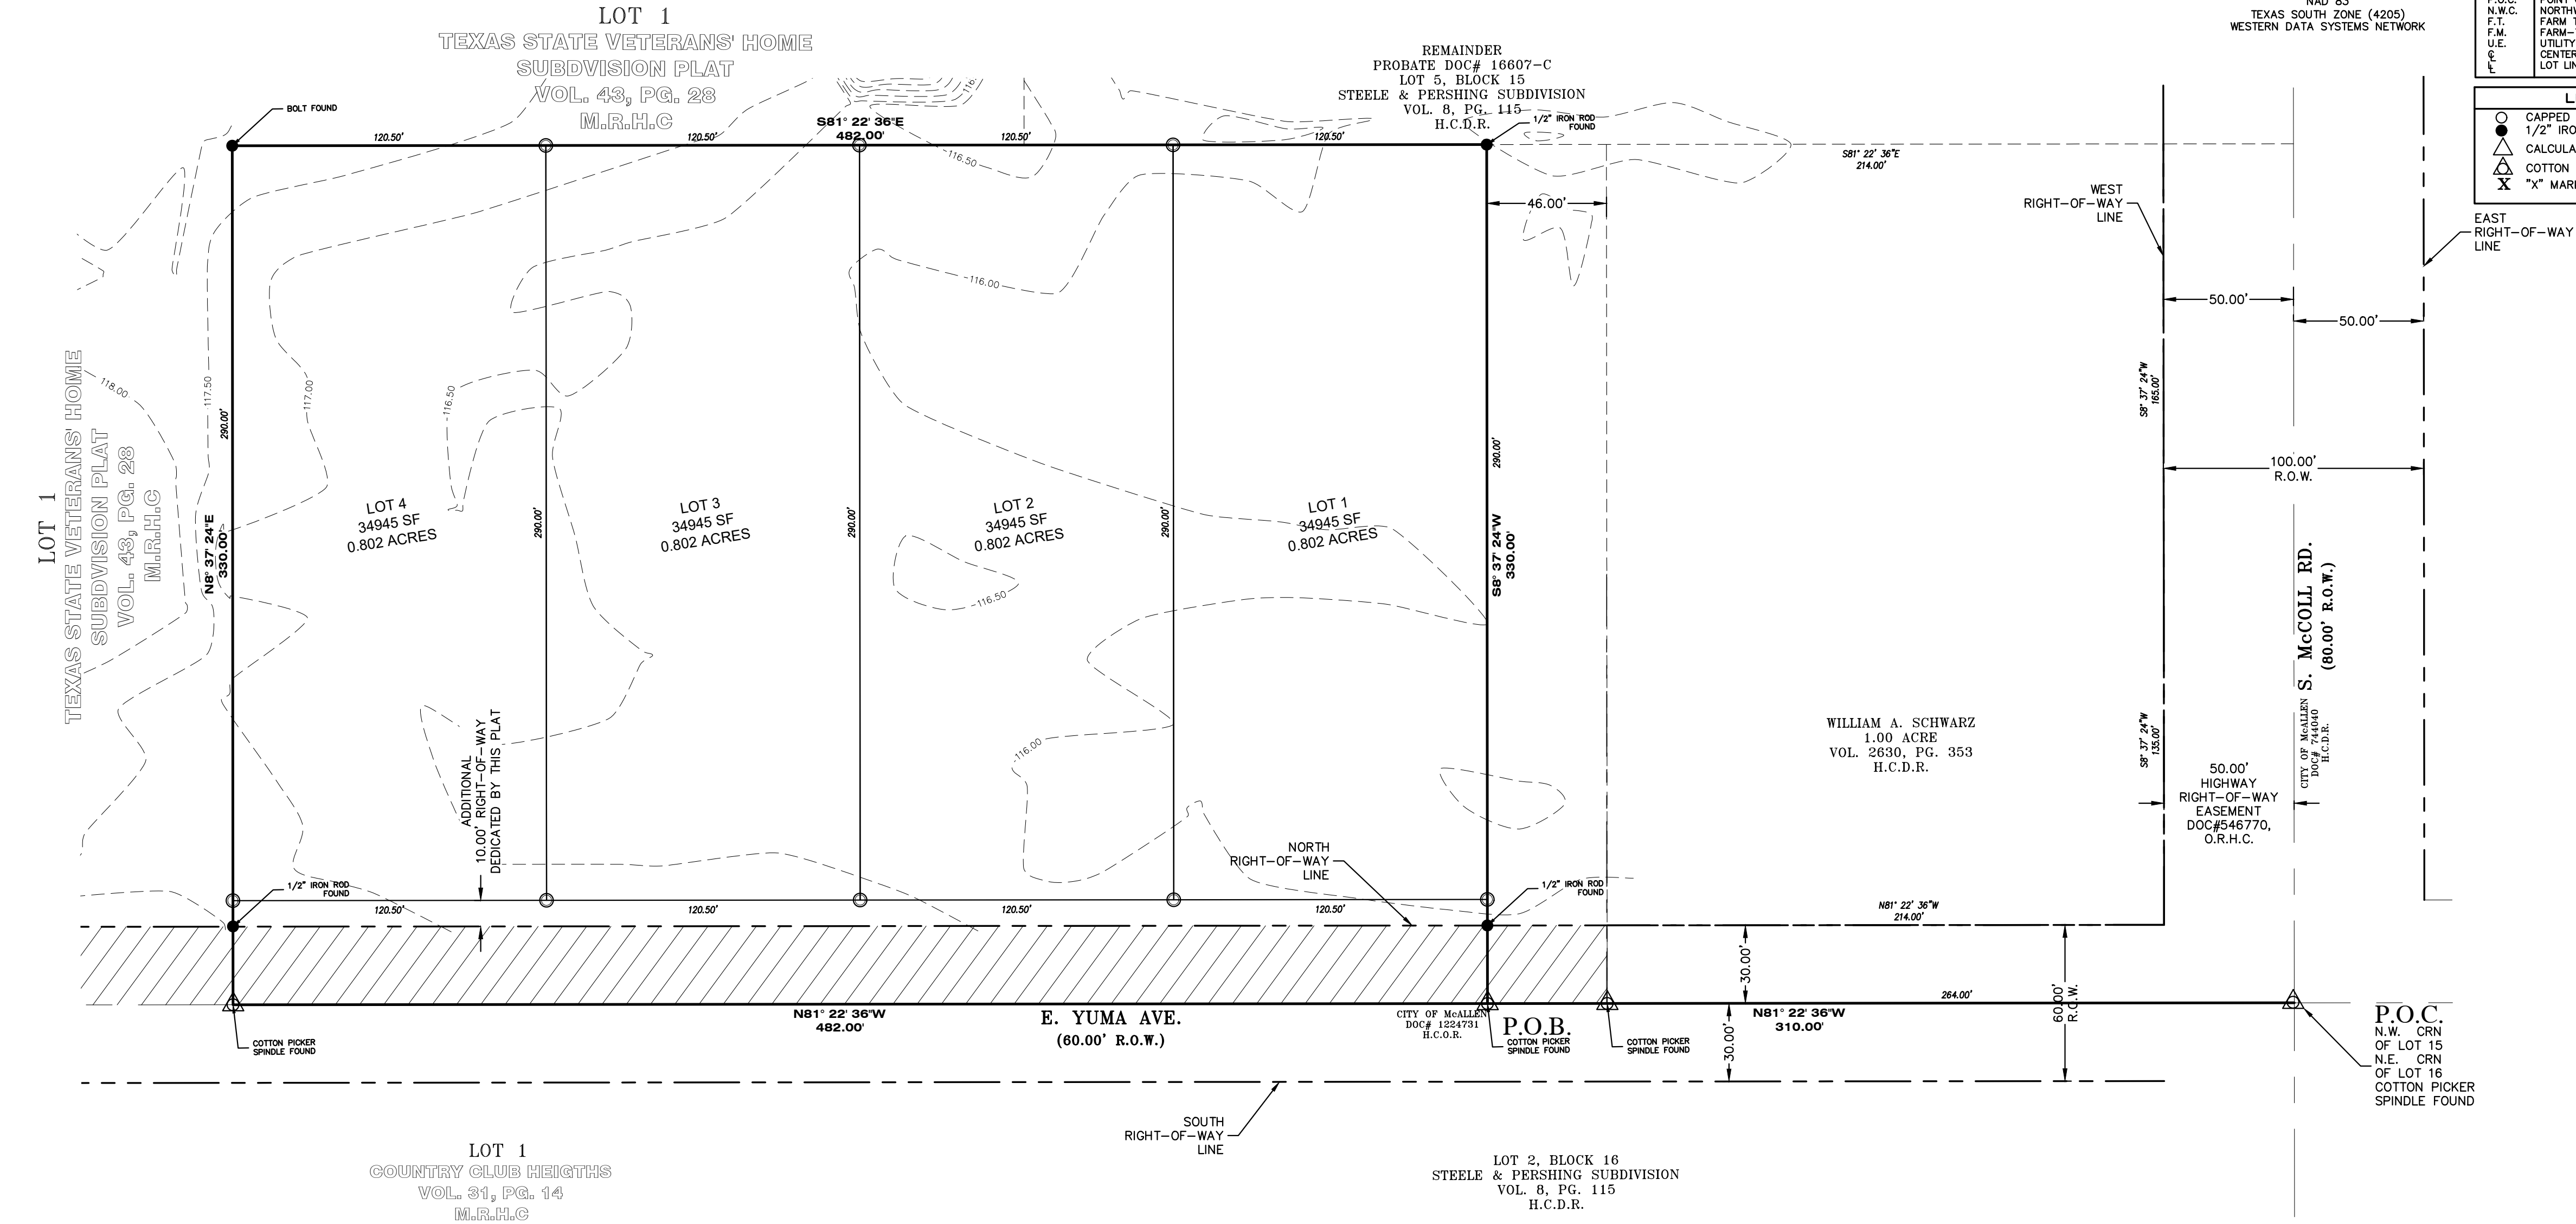 LOT 1
TEXAS STATE VETERANS' HOME
SUBDVISION PLAT
VOL. 43, PG. 28
M.R.H.C
REMAINDER
PROBATE DOC# 16607-C
LOT 5, BLOCK 15
STEELE & PERSHING SUBDIVISION
VOL. 8, PG. 115
H.C.D.R.
NAD 83
TEXAS SOUTH ZONE (4205)
WESTERN DATA SYSTEMS NETWORK
N.W.C.
F.T.
FARM
F.M.
U.E.
UTILITY
LOT
CAPPED
"X"
BOLT FOUND
120.50'
120.50'
S81° 22' 36"E
482.00'
120.50'
120.50'
1/2" IRON ROD
FOUND
S81° 22' 36"E
214.00'
116.50
116.00
46.00'
WEST
RIGHT-OF-WAY
LINE
EAST
RIGHT-OF-WAY
LINE
50.00'
50.00'
100.00'
R.O.W.
LOT 1
TEXAS STATE VETERANS' HOME
SUBDVISION PLAT
VOL. 43, PG. 28
M.R.H.C
118.00
117.50
117.00
116.50
290.00'
N8° 37' 24"E
330.00'
LOT 4
34945 SF
0.802 ACRES
290.00'
LOT 3
34945 SF
0.802 ACRES
290.00'
LOT 2
34945 SF
0.802 ACRES
290.00'
LOT 1
34945 SF
0.802 ACRES
290.00'
S8° 37' 24"W
330.00'
116.50
116.00
S8° 37' 24"W
165.00'
S8° 37' 24"W
135.00'
S. McCOLL RD.
(80.00' R.O.W.)
CITY OF McALLEN
DOC# 744040
H.C.D.R.
WILLIAM A. SCHWARZ
1.00 ACRE
VOL. 2630, PG. 353
H.C.D.R.
50.00'
HIGHWAY
RIGHT-OF-WAY
EASEMENT
DOC#546770,
O.R.H.C.
ADDITIONAL
10.00' RIGHT-OF-WAY
DEDICATED BY THIS PLAT
NORTH
RIGHT-OF-WAY
LINE
1/2" IRON ROD
FOUND
1/2" IRON ROD
FOUND
120.50'
120.50'
120.50'
120.50'
N81° 22' 36"W
214.00'
30.00'
60.00'
R.O.W.
264.00'
N81° 22' 36"W
482.00'
E. YUMA AVE.
(60.00' R.O.W.)
CITY OF McALLEN
DOC# 1224731
H.C.O.R.
P.O.B.
COTTON PICKER
SPINDLE FOUND
COTTON PICKER
SPINDLE FOUND
COTTON PICKER
SPINDLE FOUND
N81° 22' 36"W
310.00'
30.00'
P.O.C.
N.W. CRN
OF LOT 15
N.E. CRN
OF LOT 16
COTTON PICKER
SPINDLE FOUND
SOUTH
RIGHT-OF-WAY
LINE
LOT 1
COUNTRY CLUB HEIGTHS
VOL. 31, PG. 14
M.R.H.C
LOT 2, BLOCK 16
STEELE & PERSHING SUBDIVISION
VOL. 8, PG. 115
H.C.D.R.